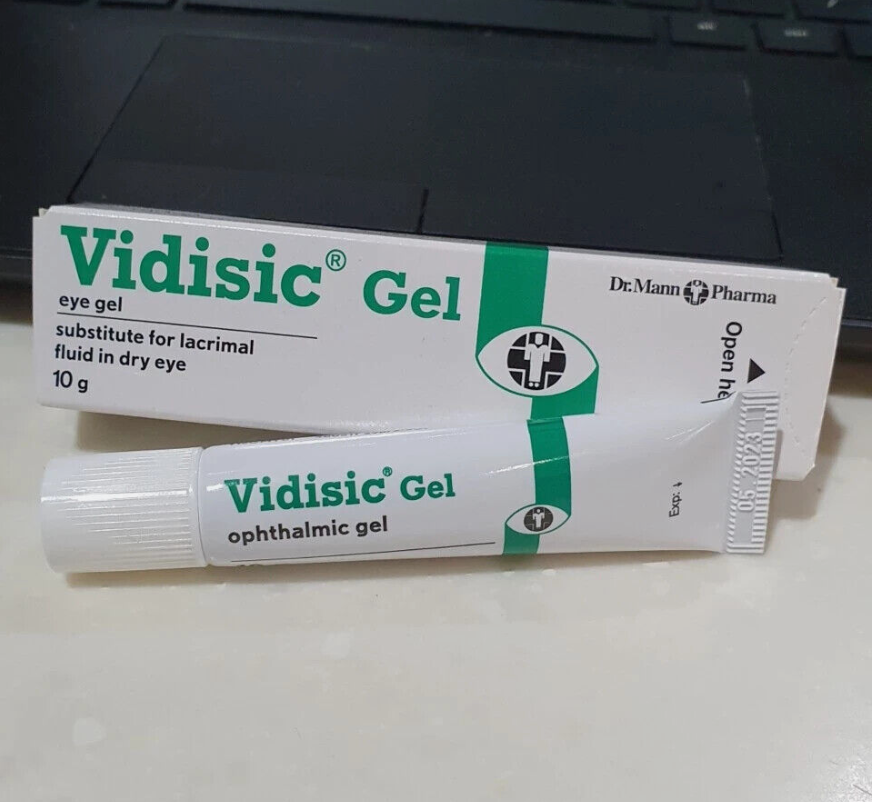 Vidisic® Gel
eye gel
substitute for lacrimal
fluid in dry eye
10 g
Dr.Mann Pharma
Open he
Vidisic® Gel
ophthalmic gel
Exp:
05 2023